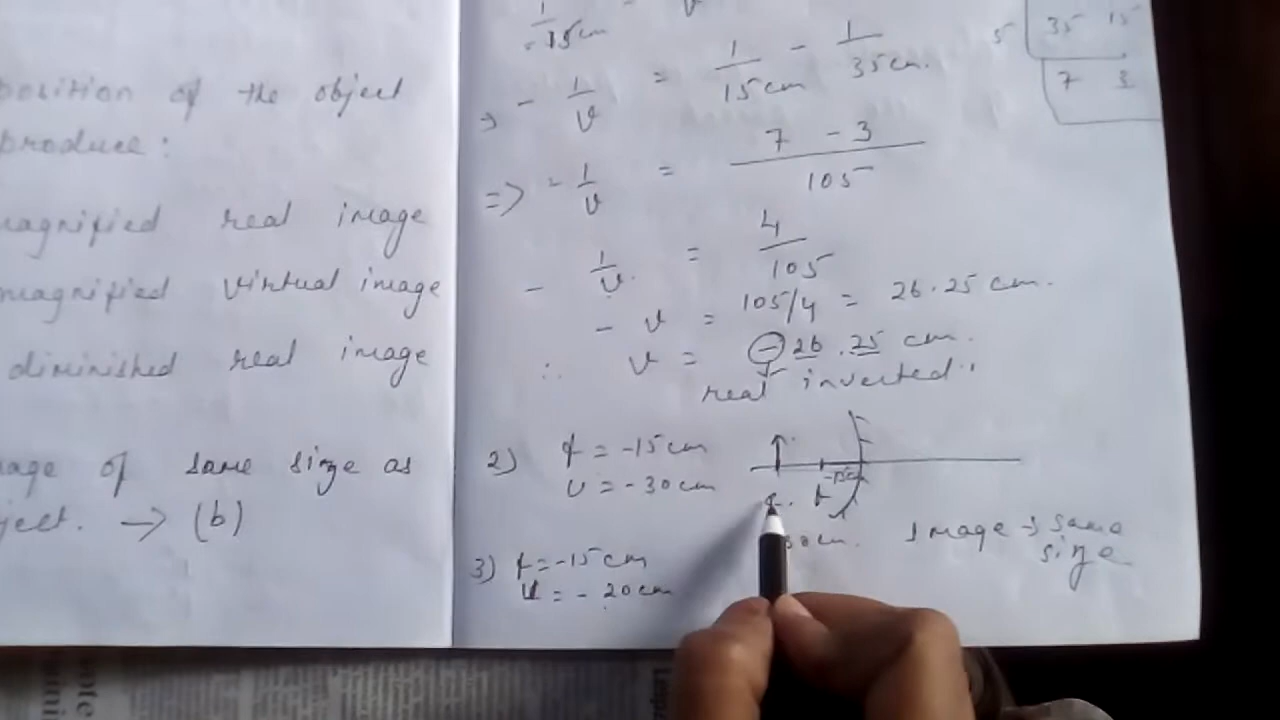 position of the object
produce:
magnified real image
magnified virtual image
diminished real image
image of same size as
object. → (b)
1/-15cm - v
=> - 1/v = 1/15cm - 1/35cm.
5 35 15
7 3
=> - 1/v = 7 - 3/105
- 1/v = 4/105
- v = 105/4 = 26.25 cm.
∴ v = -26.25 cm.
real inverted.
2) f = -15cm
u = -30cm
-15cm
Image → same
size
3) f = -15cm
u = - 20cm